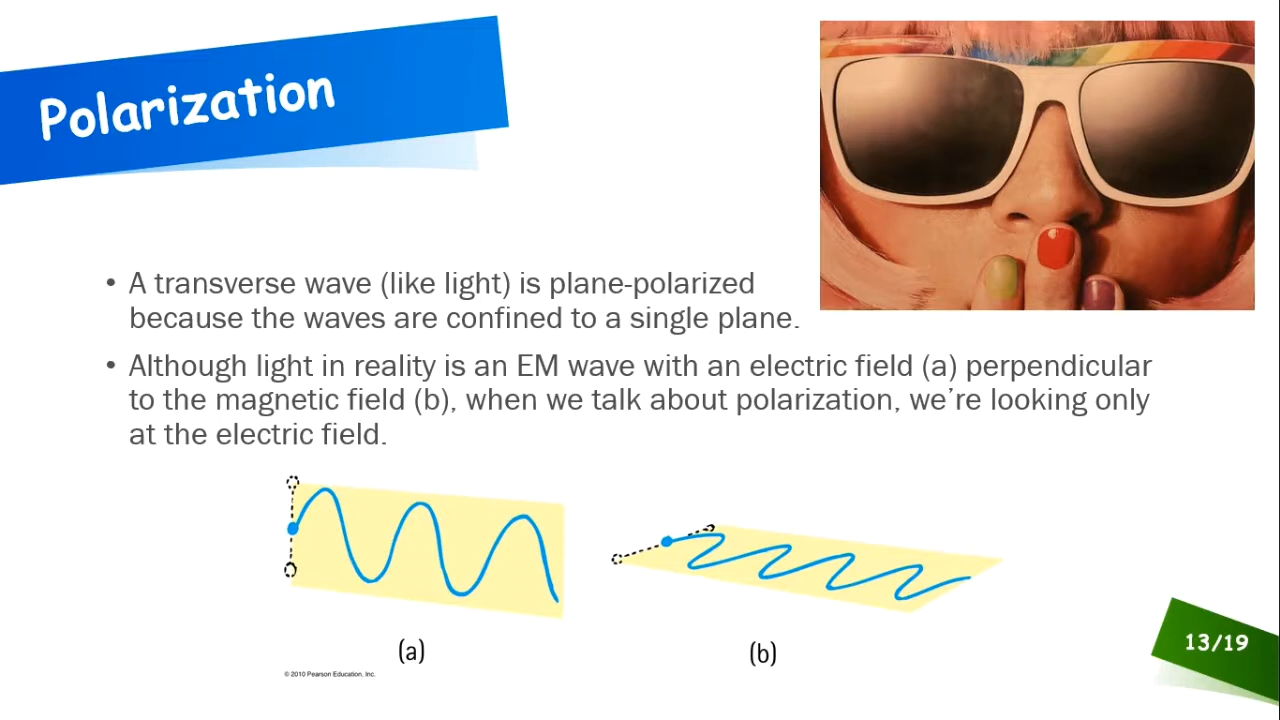 Polarization
• A transverse wave (like light) is plane-polarized
because the waves are confined to a single plane.
• Although light in reality is an EM wave with an electric field (a) perpendicular
to the magnetic field (b), when we talk about polarization, we’re looking only
at the electric field.
(a)
(b)
© 2010 Pearson Education, Inc.
13/19